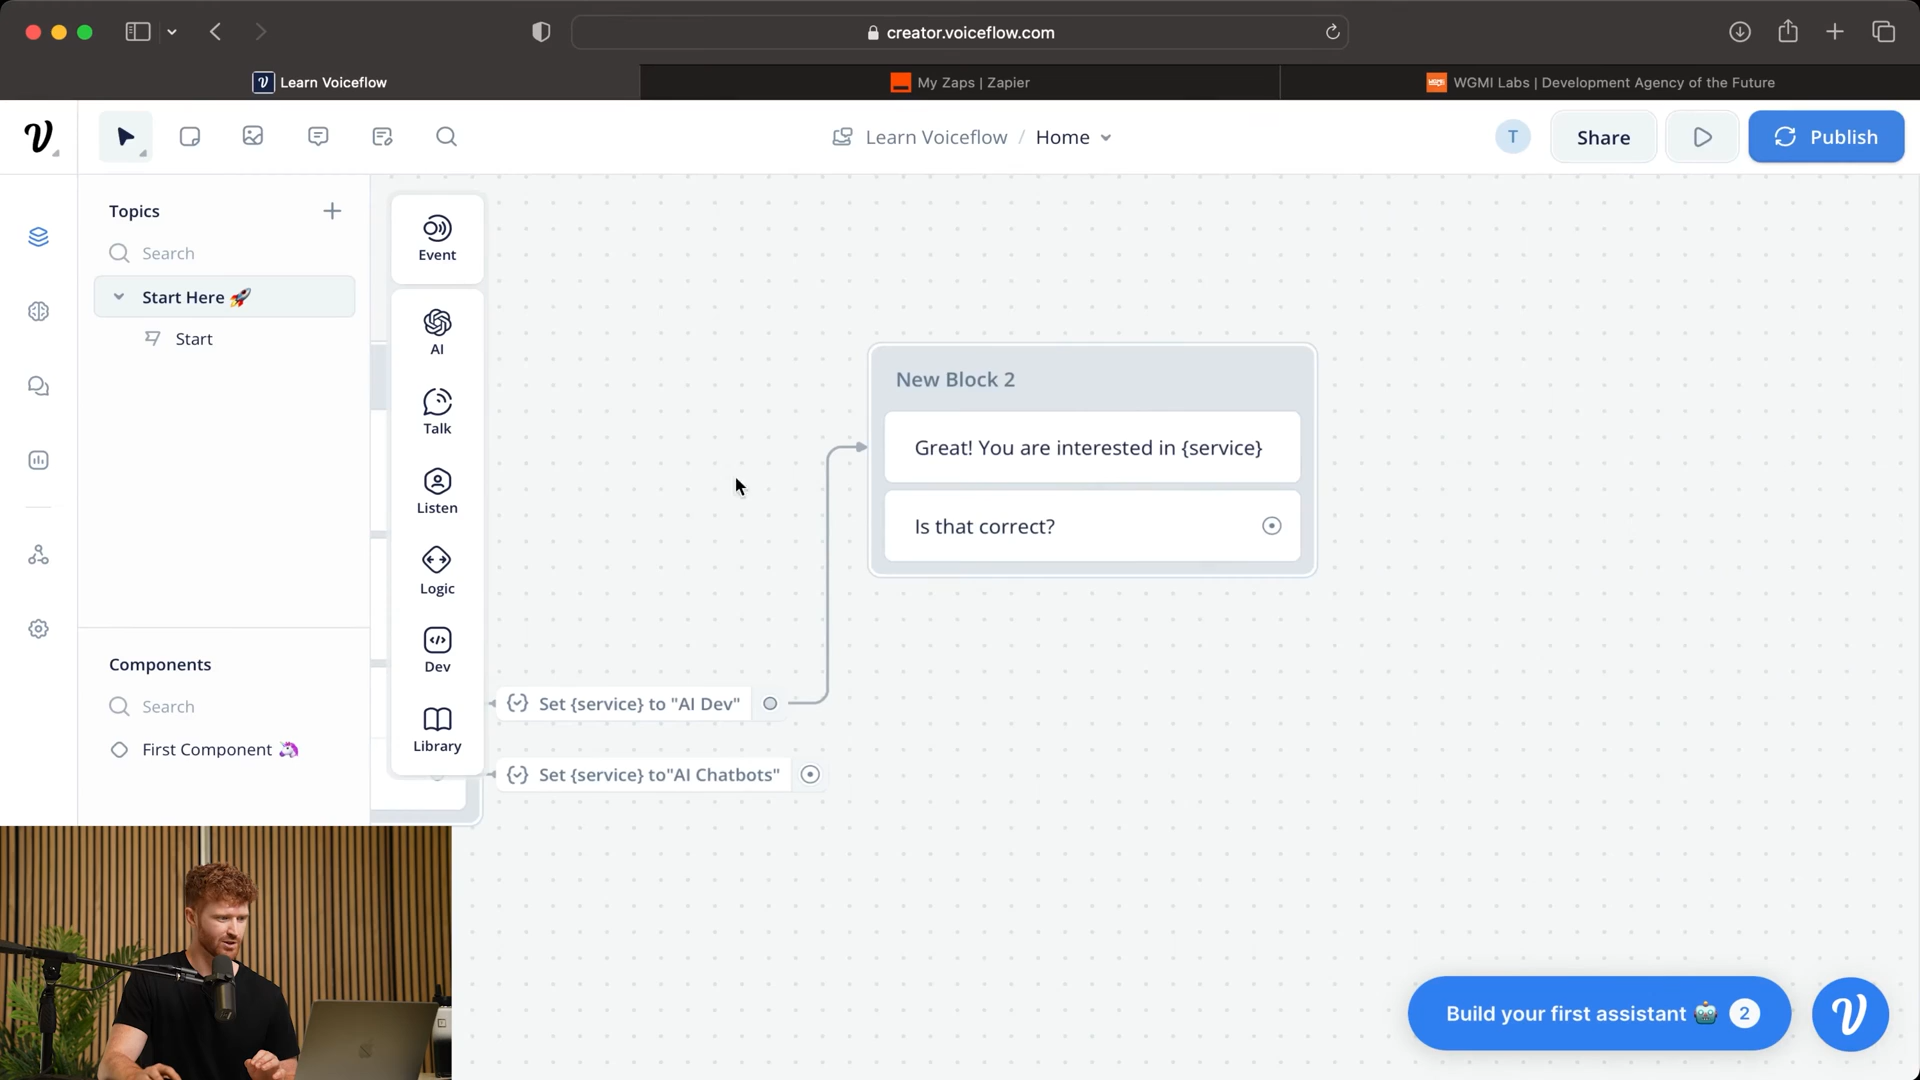 creator.voiceflow.com
Learn Voiceflow
My Zaps | Zapier
WGMI Labs | Development Agency of the Future
Learn Voiceflow / Home
T
Share
Publish
Topics
Search
Start Here 🚀
Start
Components
Search
First Component 🦄
Event
AI
Talk
Listen
Logic
Dev
Library
New Block 2
Great! You are interested in {service}
Is that correct?
Set {service} to "AI Dev"
Set {service} to"AI Chatbots"
Build your first assistant 🤖 2